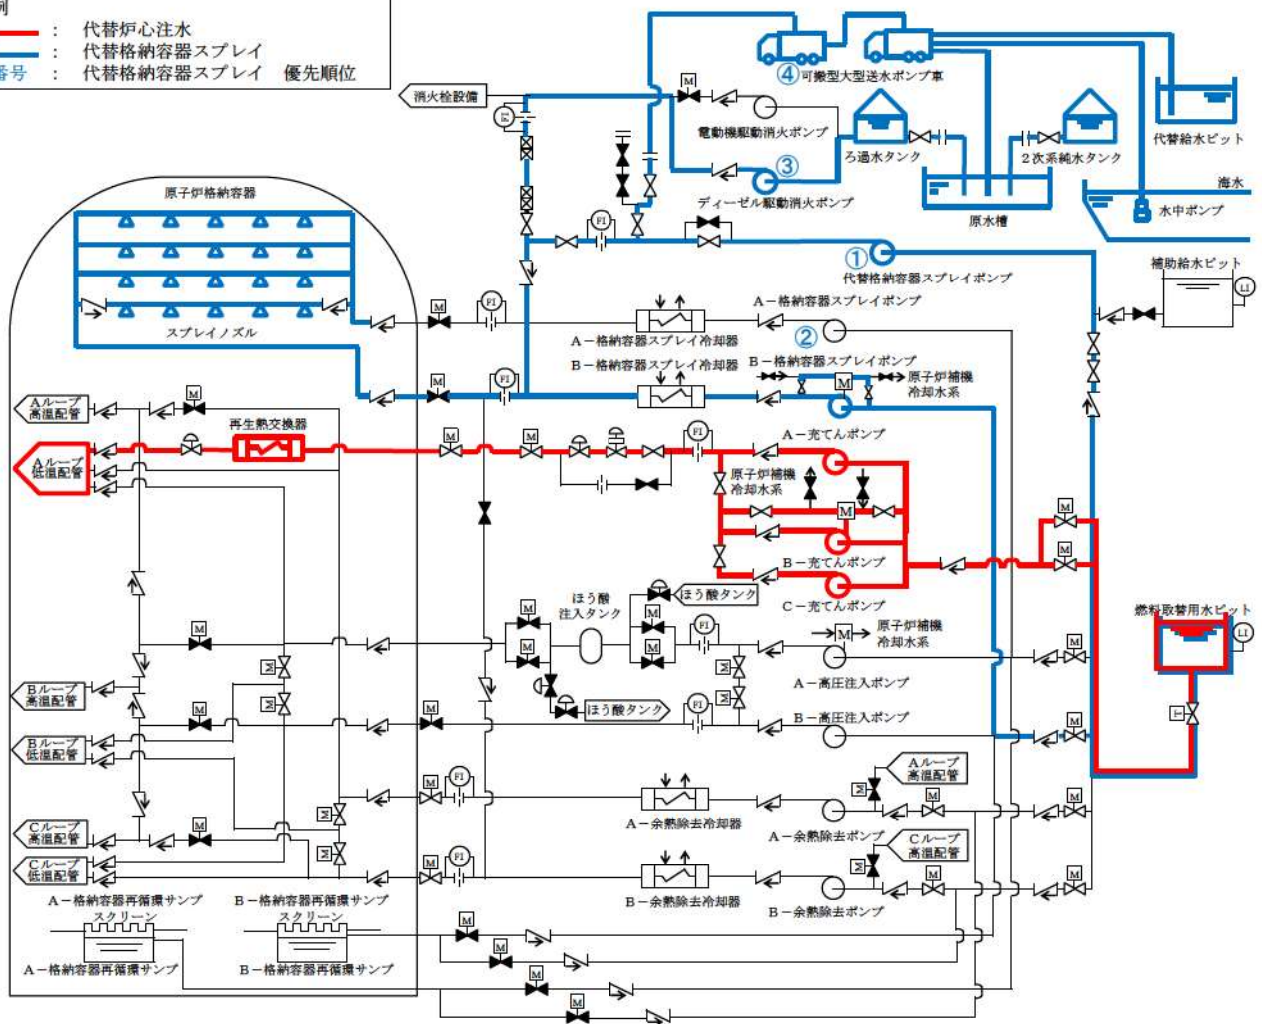 例
： 代替炉心注水
： 代替格納容器スプレイ
番号 ： 代替格納容器スプレイ 優先順位
消火栓設備
FI
M
電動機駆動消火ポンプ
③
ディーゼル駆動消火ポンプ
④
可搬型大型送水ポンプ車
ろ過水タンク
2次系純水タンク
代替給水ピット
原水槽
海水
水中ポンプ
原子炉格納容器
スプレイノズル
FI
①
代替格納容器スプレイポンプ
補助給水ピット
LI
M
FI
A－格納容器スプレイ冷却器
A－格納容器スプレイポンプ
②
B－格納容器スプレイ冷却器
B－格納容器スプレイポンプ
M
FI
M
原子炉補機
冷却水系
Aループ
高温配管
M
再生熱交換器
Aループ
低温配管
M
M
FI
A－充てんポンプ
原子炉補機
冷却水系
M
B－充てんポンプ
C－充てんポンプ
M
M
燃料取替用水ピット
LI
T
ほう酸
注入タンク
ほう酸タンク
M
M
M
M
FI
M
原子炉補機
冷却水系
A－高圧注入ポンプ
M
M
M
M
M
M
Bループ
高温配管
M
M
ほう酸タンク
FI
B－高圧注入ポンプ
M
Bループ
低温配管
Aループ
高温配管
M
M
FI
A－余熱除去冷却器
A－余熱除去ポンプ
M
M
M
Cループ
高温配管
M
M
Cループ
高温配管
Cループ
低温配管
M
FI
B－余熱除去冷却器
B－余熱除去ポンプ
M
M
M
A－格納容器再循環サンプ
スクリーン
B－格納容器再循環サンプ
スクリーン
A－格納容器再循環サンプ
B－格納容器再循環サンプ
M
M
M
M